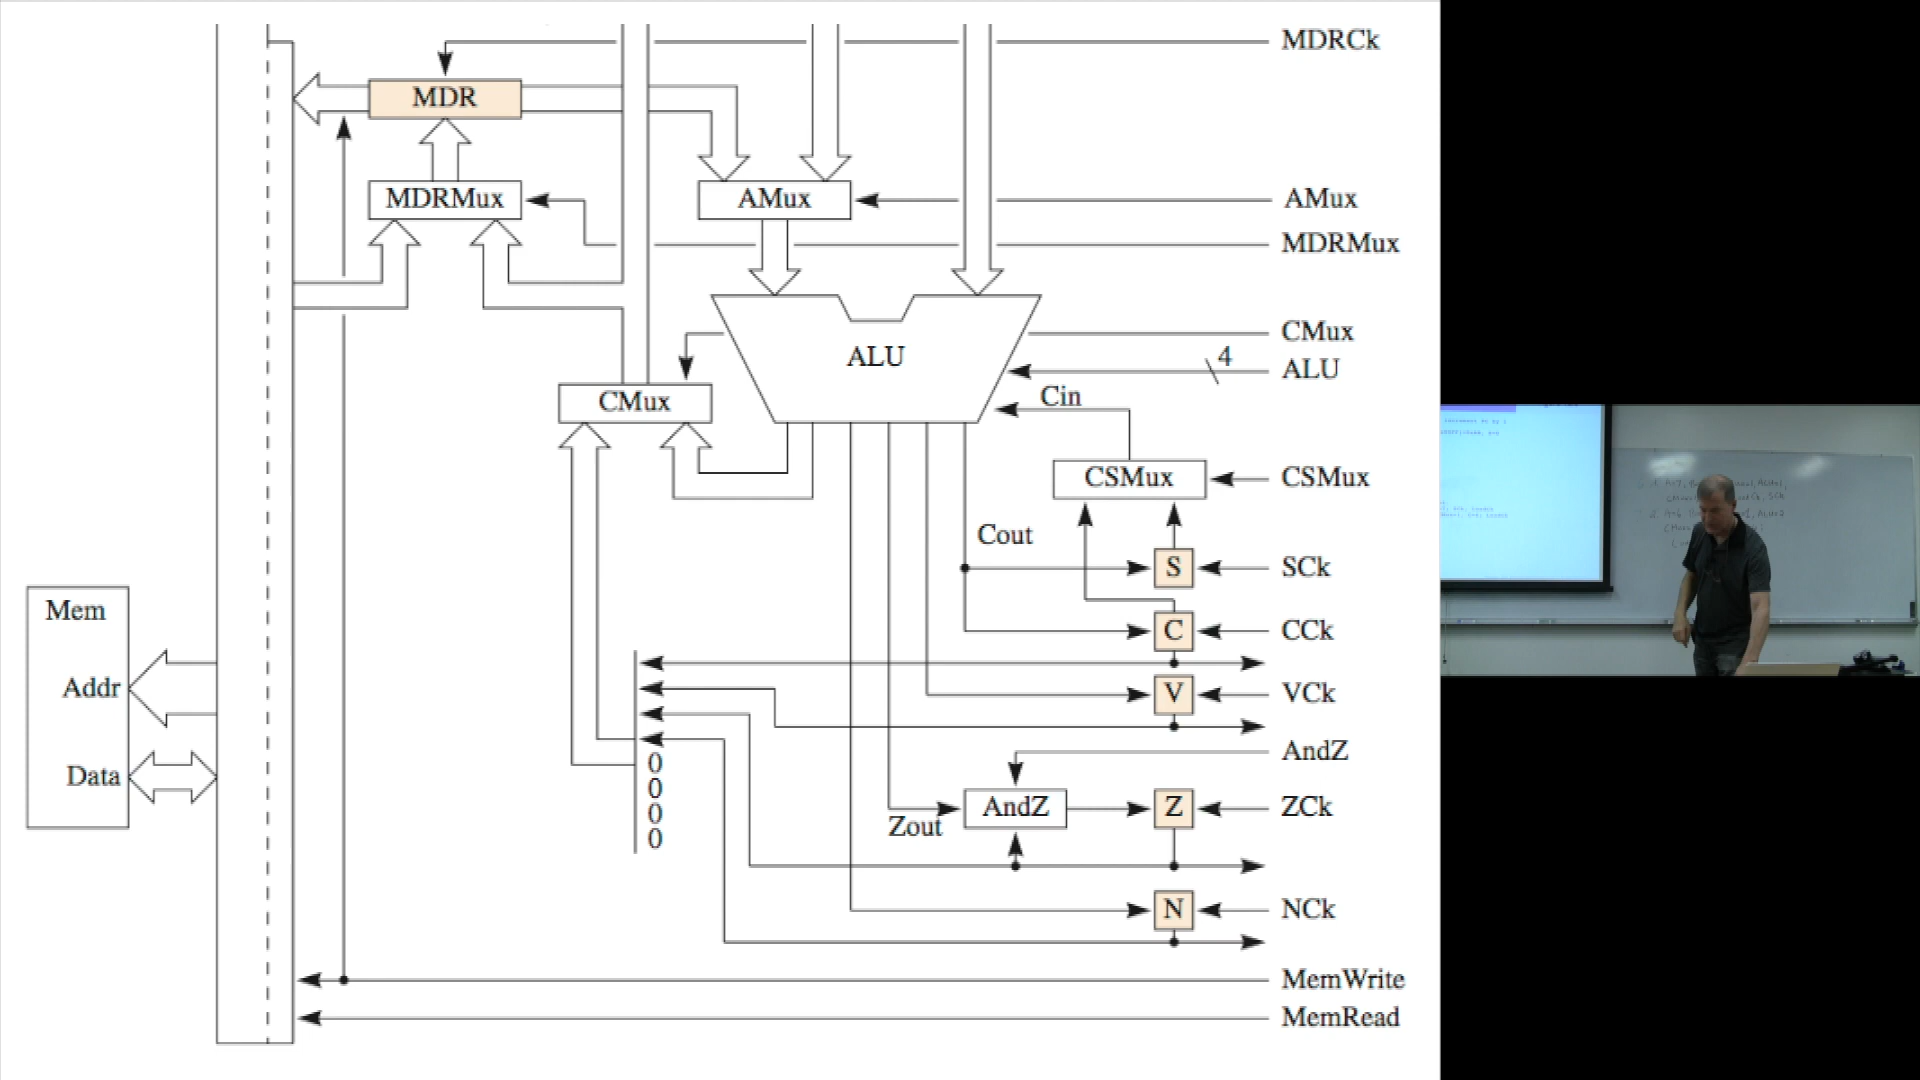 MDRCk
MDR
MDRMux
AMux
AMux
MDRMux
CMux
ALU
4
ALU
CMux
Cin
CSMux
CSMux
Cout
S
SCk
Mem
C
CCk
Addr
V
VCk
AndZ
Data
0
0
0
0
AndZ
Z
ZCk
Zout
N
NCk
MemWrite
MemRead